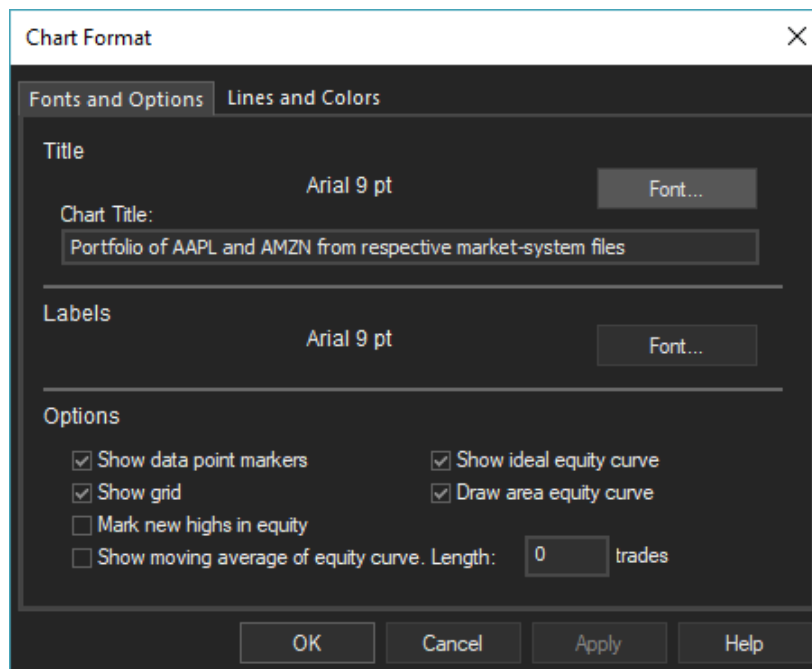 Chart Format
Fonts and Options Lines and Colors
Title
Arial 9 pt Font...
Chart Title:
Portfolio of AAPL and AMZN from respective market-system files
Labels
Arial 9 pt Font...
Options
Show data point markers Show ideal equity curve
Show grid Draw area equity curve
Mark new highs in equity
Show moving average of equity curve. Length: 0 trades
OK Cancel Apply Help